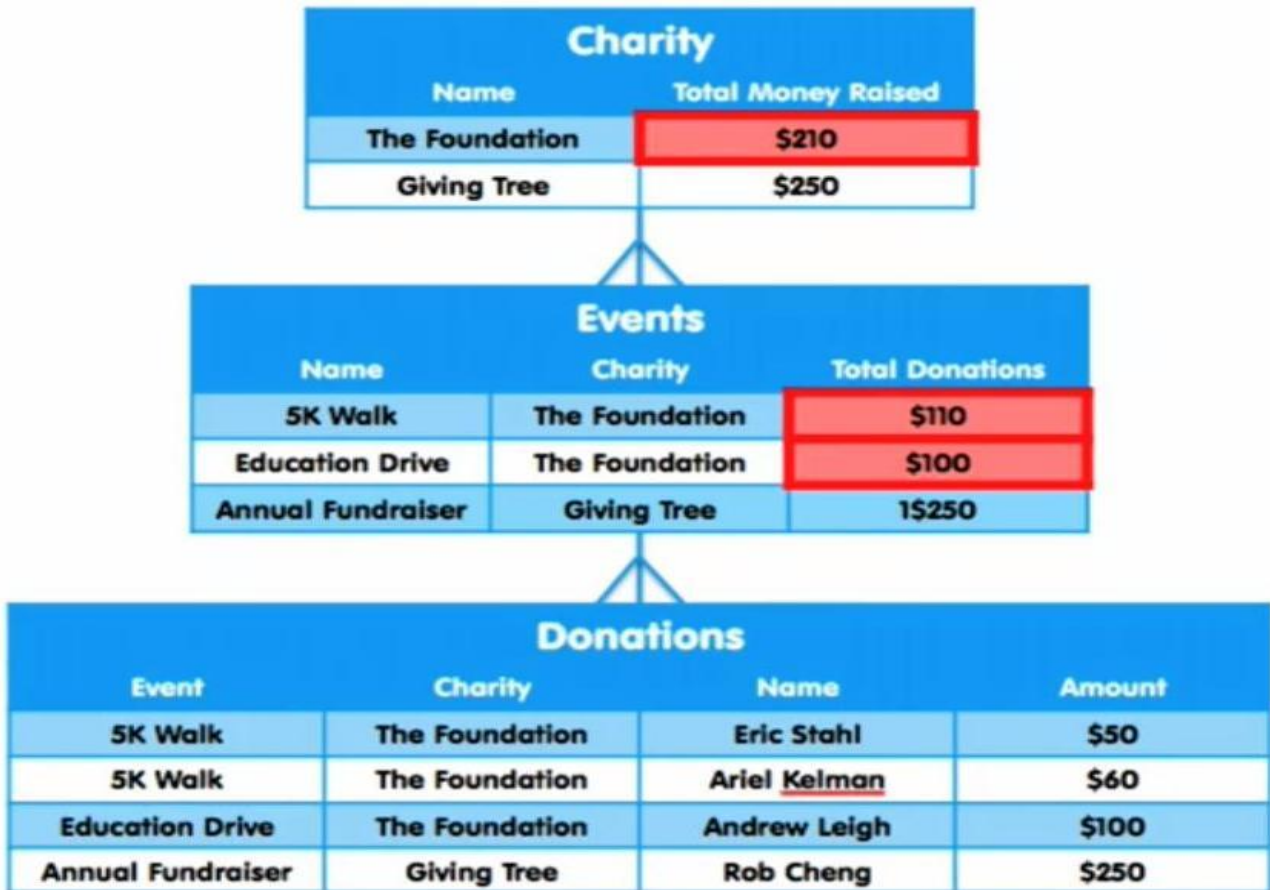 Charity
Name Total Money Raised
The Foundation $210
Giving Tree $250
Events
Name Charity Total Donations
5K Walk The Foundation $110
Education Drive The Foundation $100
Annual Fundraiser Giving Tree 1$250
Donations
Event Charity Name Amount
5K Walk The Foundation Eric Stahl $50
5K Walk The Foundation Ariel Kelman $60
Education Drive The Foundation Andrew Leigh $100
Annual Fundraiser Giving Tree Rob Cheng $250